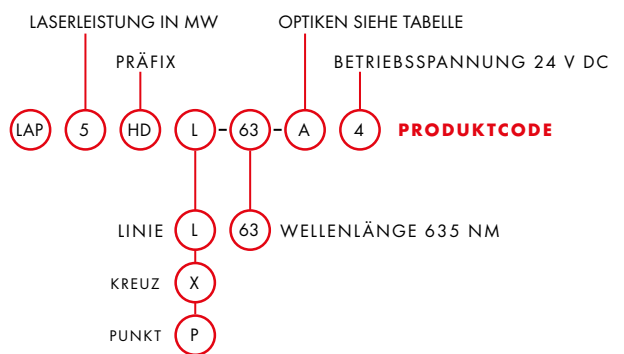 LASERLEISTUNG IN MW OPTIKEN SIEHE TABELLE
PRÄFIX BETRIEBSSPANNUNG 24 V DC
LAP 5 HD L - 63 - A 4 PRODUKTCODE
LINIE L 63 WELLENLÄNGE 635 NM
KREUZ X
PUNKT P